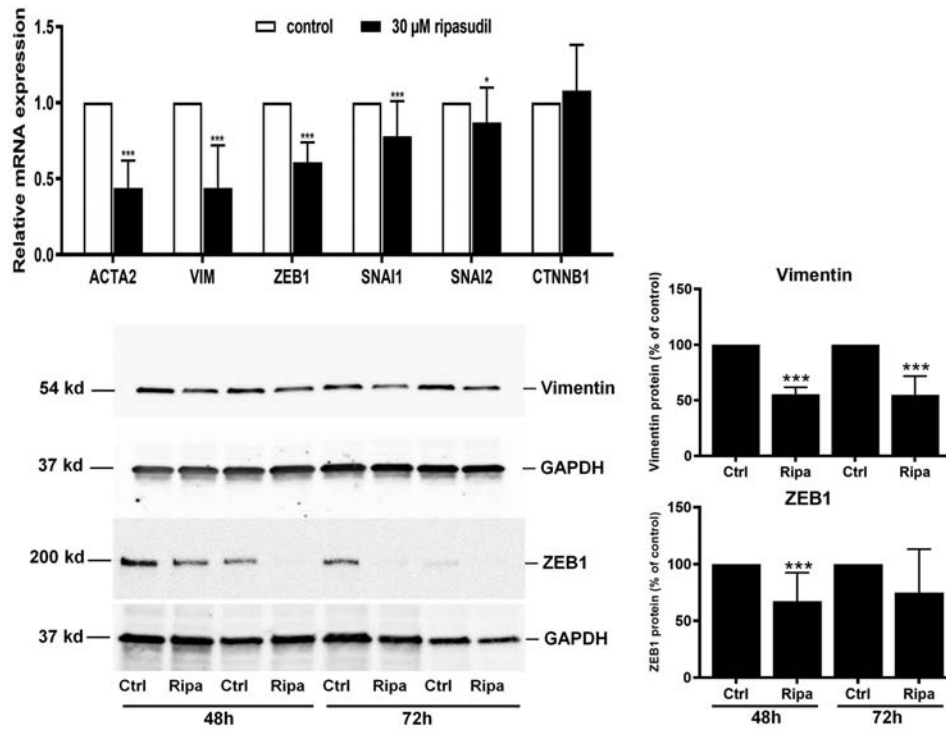 control 30 µM ripasudil
Relative mRNA expression
1.5
1.0
0.5
0.0
*** *** *** *** *
ACTA2 VIM ZEB1 SNAI1 SNAI2 CTNNB1
54 kd Vimentin
37 kd GAPDH
200 kd ZEB1
37 kd GAPDH
Ctrl Ripa Ctrl Ripa Ctrl Ripa Ctrl Ripa
48h 72h
Vimentin
Vimentin protein (% of control)
150
100
50
0
*** ***
Ctrl Ripa Ctrl Ripa
ZEB1
ZEB1 protein (% of control)
150
100
50
0
***
Ctrl Ripa Ctrl Ripa
48h 72h